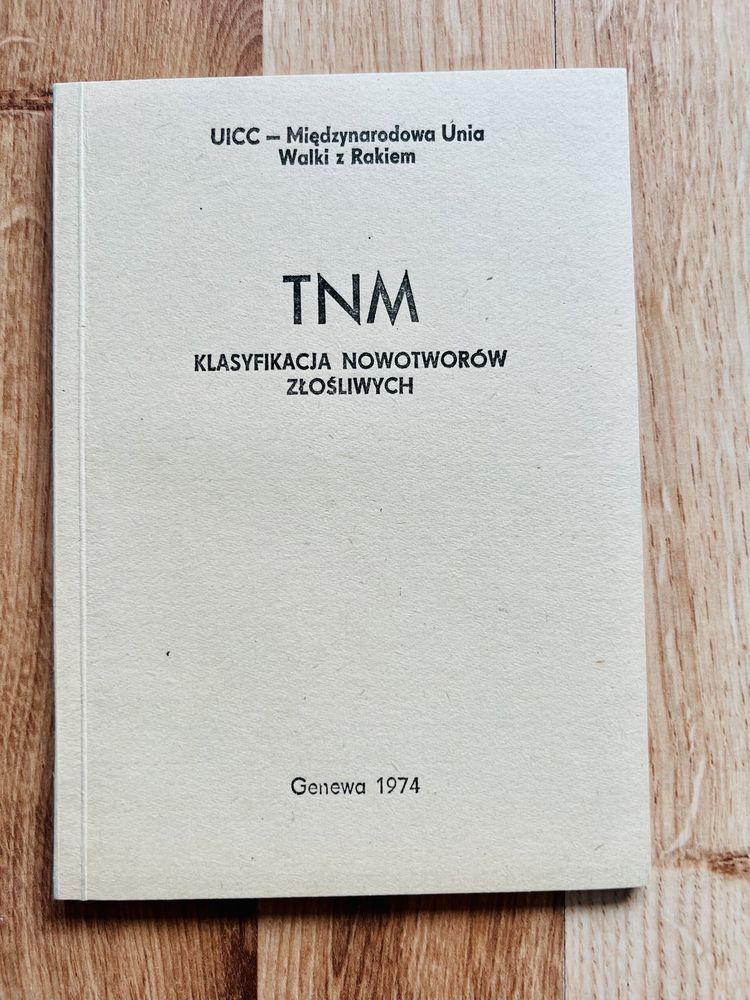 UICC — Międzynarodowa Unia
Walki z Rakiem
TNM
KLASYFIKACJA NOWOTWORÓW
ZŁOŚLIWYCH
Genewa 1974